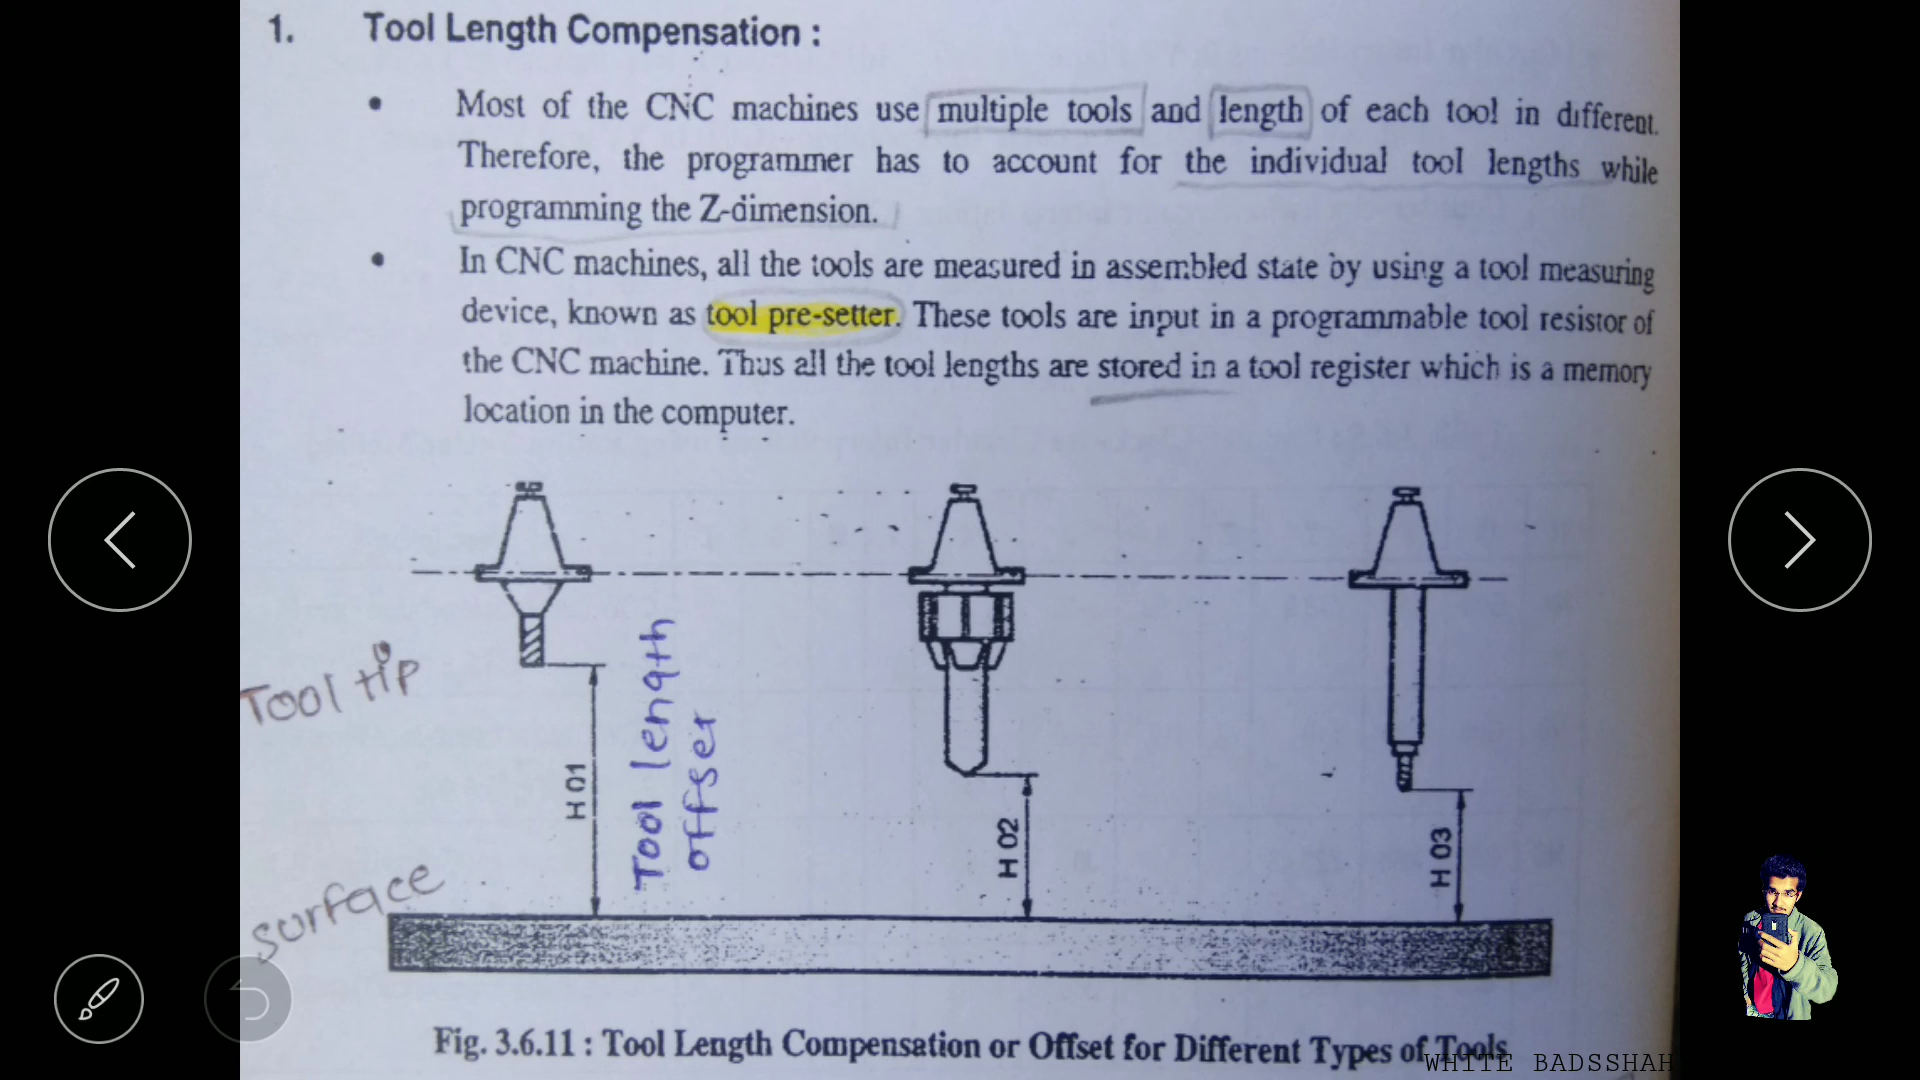 1. Tool Length Compensation :
• Most of the CNC machines use multiple tools and length of each tool in different.
Therefore, the programmer has to account for the individual tool lengths while
programming the Z-dimension.
• In CNC machines, all the tools are measured in assembled state by using a tool measuring
device, known as tool pre-setter. These tools are input in a programmable tool resistor of
the CNC machine. Thus all the tool lengths are stored in a tool register which is a memory
location in the computer.
Tool tip
H 01
Tool length
offset
H 02
H 03
surface
Fig. 3.6.11 : Tool Length Compensation or Offset for Different Types of Tools
WHITE BADSSHAH